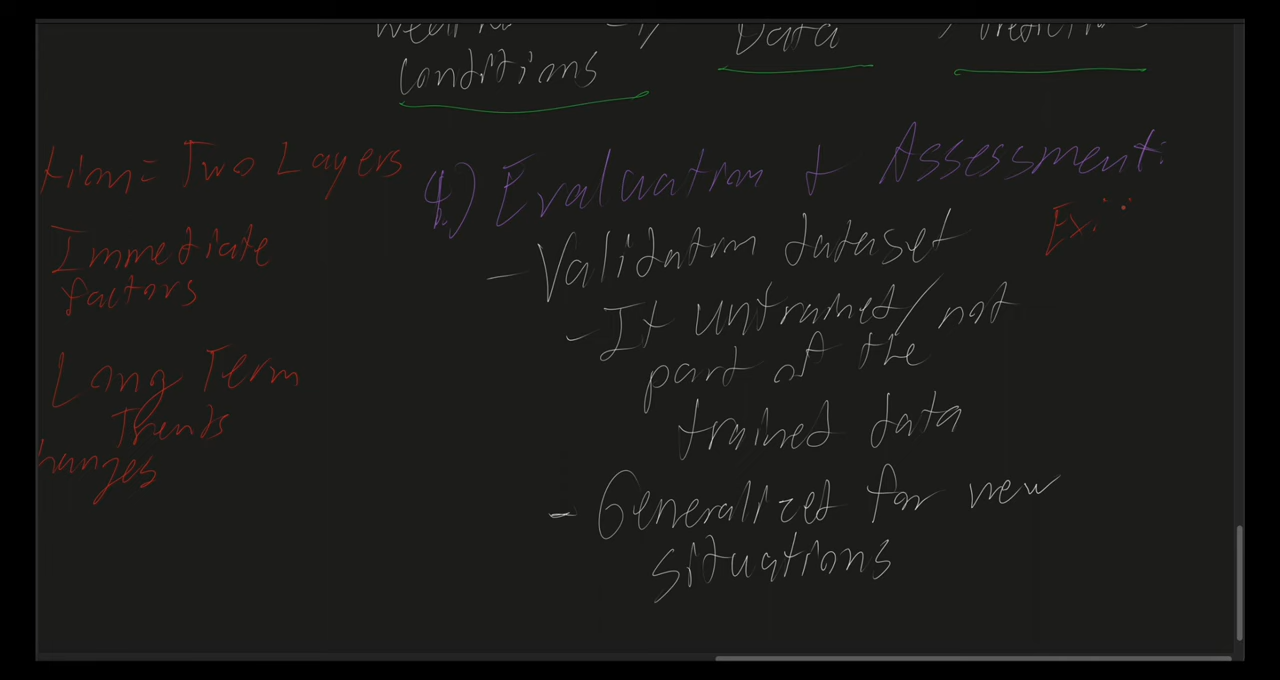 conditions
Data
tion = Two Layers
Immediate
factors
Long Term
Trends
hanges
4.) Evaluation & Assessment:
- Validation dataset
- It untrained/not
part of the
trained data
- Generalized for new
situations
Ex: